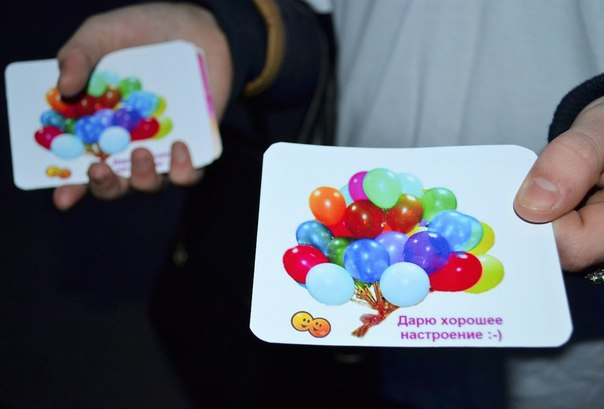 Дарю хорошее
настроение :-)